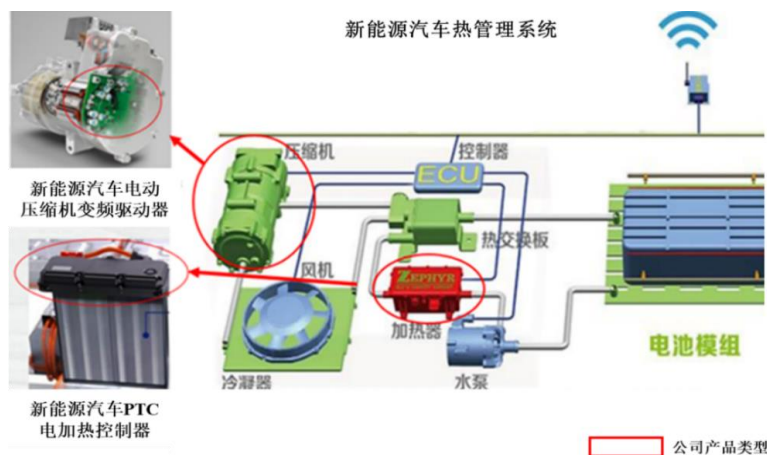 新能源汽车热管理系统
压缩机
控制器
ECU
新能源汽车电动
压缩机变频驱动器
热交换板
风机
ZEPHYR
加热器
电池模组
冷凝器
水泵
新能源汽车PTC
电加热控制器
公司产品类型